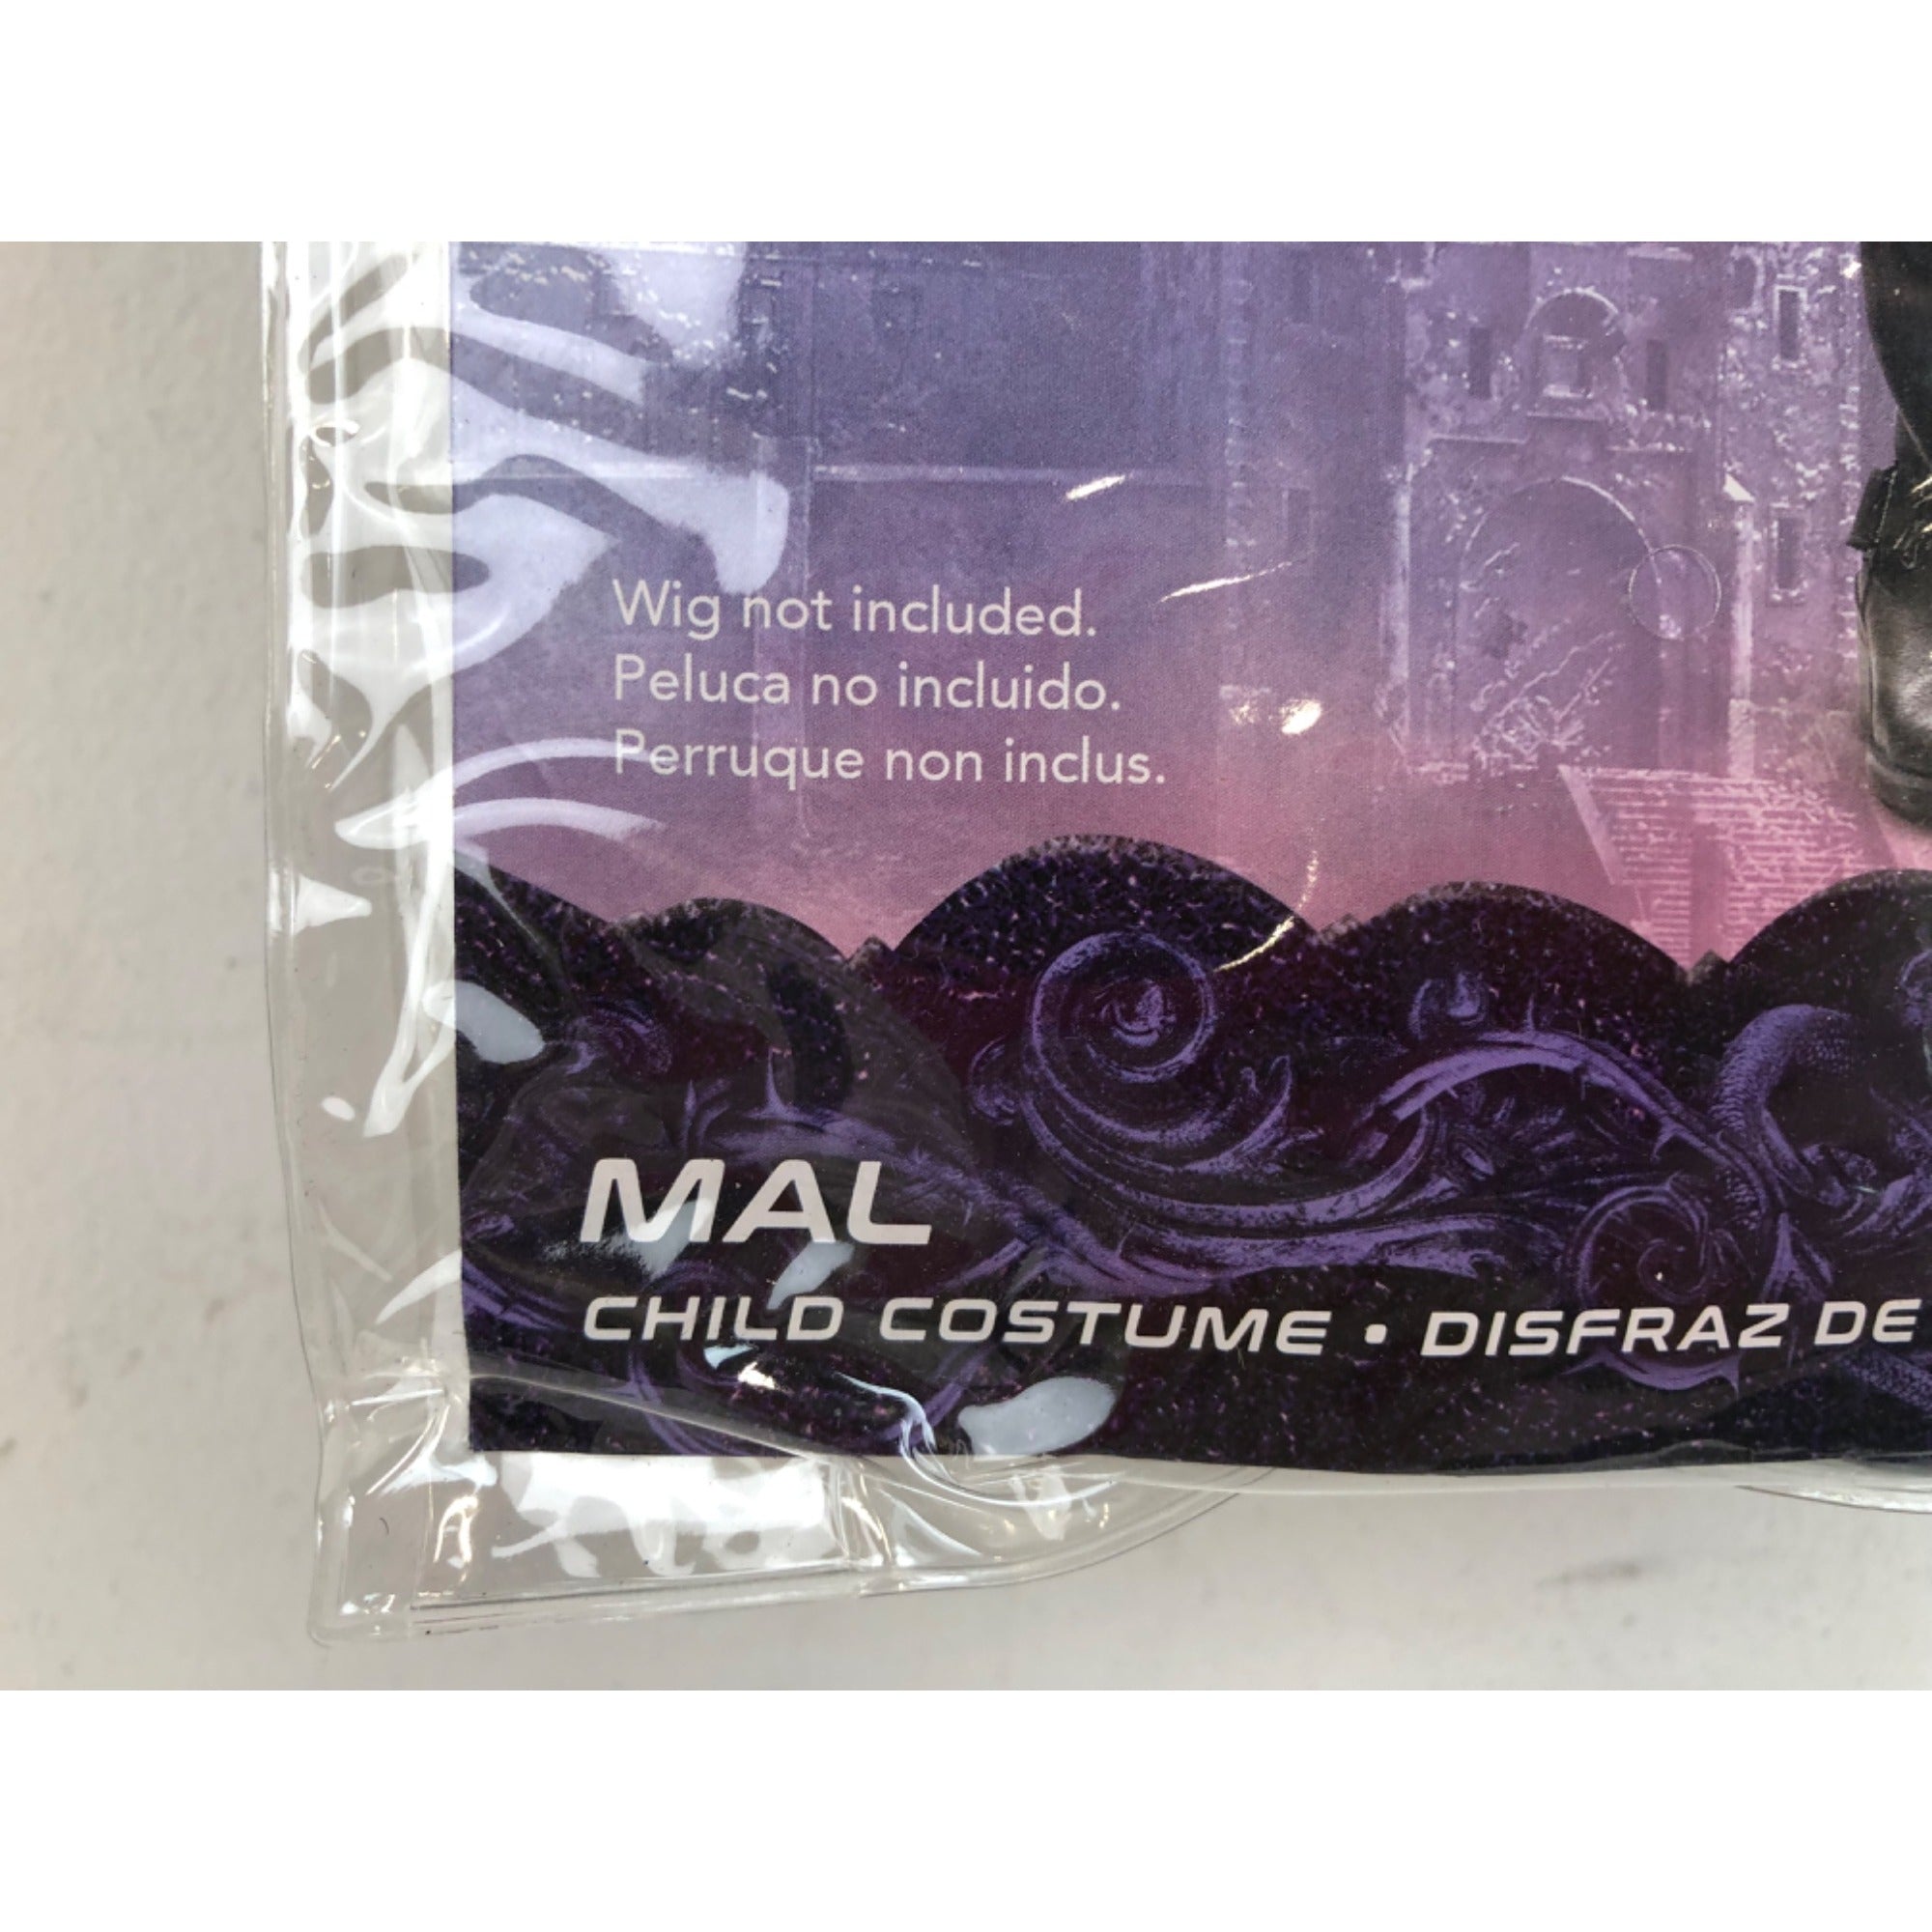 Wig not included.
Peluca no incluido.
Perruque non inclus.
MAL
CHILD COSTUME • DISFRAZ DE